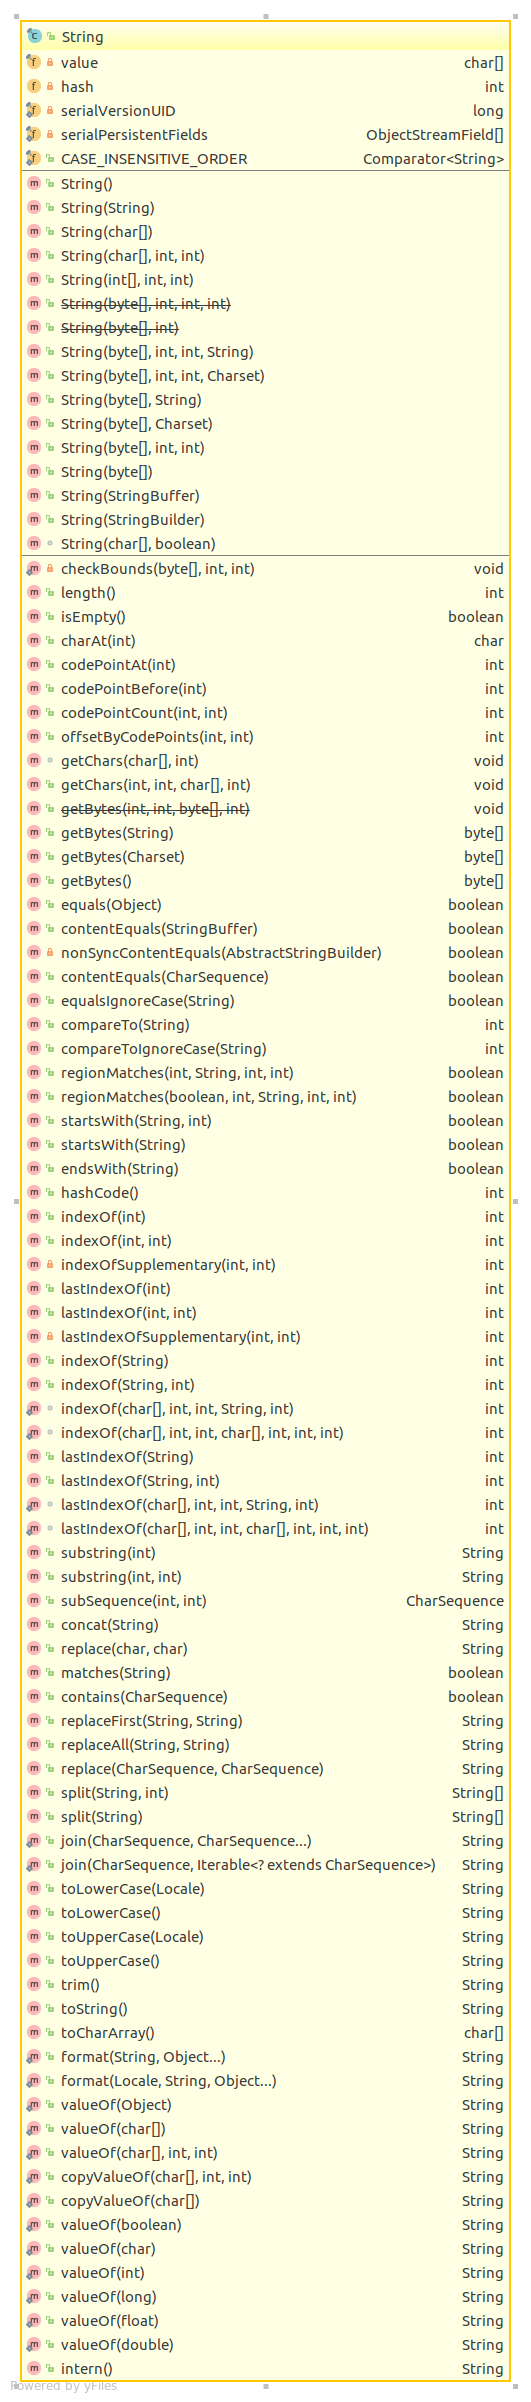 String
value char[]
hash int
serialVersionUID long
serialPersistentFields ObjectStreamField[]
CASE_INSENSITIVE_ORDER Comparator<String>
String()
String(String)
String(char[])
String(char[], int, int)
String(int[], int, int)
String(byte[], int, int, int)
String(byte[], int)
String(byte[], int, int, String)
String(byte[], int, int, Charset)
String(byte[], String)
String(byte[], Charset)
String(byte[], int, int)
String(byte[])
String(StringBuffer)
String(StringBuilder)
String(char[], boolean)
checkBounds(byte[], int, int) void
length() int
isEmpty() boolean
charAt(int) char
codePointAt(int) int
codePointBefore(int) int
codePointCount(int, int) int
offsetByCodePoints(int, int) int
getChars(char[], int) void
getChars(int, int, char[], int) void
getBytes(int, int, byte[], int) void
getBytes(String) byte[]
getBytes(Charset) byte[]
getBytes() byte[]
equals(Object) boolean
contentEquals(StringBuffer) boolean
nonSyncContentEquals(AbstractStringBuilder) boolean
contentEquals(CharSequence) boolean
equalsIgnoreCase(String) boolean
compareTo(String) int
compareToIgnoreCase(String) int
regionMatches(int, String, int, int) boolean
regionMatches(boolean, int, String, int, int) boolean
startsWith(String, int) boolean
startsWith(String) boolean
endsWith(String) boolean
hashCode() int
indexOf(int) int
indexOf(int, int) int
indexOfSupplementary(int, int) int
lastIndexOf(int) int
lastIndexOf(int, int) int
lastIndexOfSupplementary(int, int) int
indexOf(String) int
indexOf(String, int) int
indexOf(char[], int, int, String, int) int
indexOf(char[], int, int, char[], int, int, int) int
lastIndexOf(String) int
lastIndexOf(String, int) int
lastIndexOf(char[], int, int, String, int) int
lastIndexOf(char[], int, int, char[], int, int, int) int
substring(int) String
substring(int, int) String
subSequence(int, int) CharSequence
concat(String) String
replace(char, char) String
matches(String) boolean
contains(CharSequence) boolean
replaceFirst(String, String) String
replaceAll(String, String) String
replace(CharSequence, CharSequence) String
split(String, int) String[]
split(String) String[]
join(CharSequence, CharSequence...) String
join(CharSequence, Iterable<? extends CharSequence>) String
toLowerCase(Locale) String
toLowerCase() String
toUpperCase(Locale) String
toUpperCase() String
trim() String
toString() String
toCharArray() char[]
format(String, Object...) String
format(Locale, String, Object...) String
valueOf(Object) String
valueOf(char[]) String
valueOf(char[], int, int) String
copyValueOf(char[], int, int) String
copyValueOf(char[]) String
valueOf(boolean) String
valueOf(char) String
valueOf(int) String
valueOf(long) String
valueOf(float) String
valueOf(double) String
intern() String
Powered by yFiles